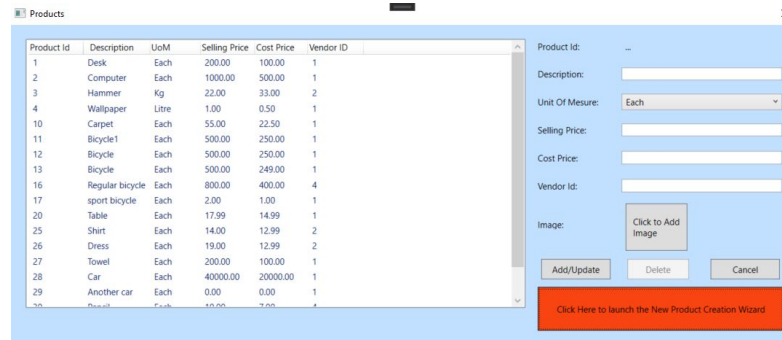 Products
Product Id Description UoM Selling Price Cost Price Vendor ID
1 Desk Each 200.00 100.00 1
2 Computer Each 1000.00 500.00 1
3 Hammer Kg 22.00 33.00 2
4 Wallpaper Litre 1.00 0.50 1
10 Carpet Each 55.00 22.50 1
11 Bicycle1 Each 500.00 250.00 1
12 Bicycle Each 500.00 250.00 1
13 Bicycle Each 500.00 249.00 1
16 Regular bicycle Each 800.00 400.00 4
17 sport bicycle Each 2.00 1.00 1
20 Table Each 17.99 14.99 1
25 Shirt Each 14.00 12.99 2
26 Dress Each 19.00 12.99 2
27 Towel Each 200.00 100.00 1
28 Car Each 40000.00 20000.00 1
29 Another car Each 0.00 0.00 1
Product Id: ...
Description:
Unit Of Mesure: Each
Selling Price:
Cost Price:
Vendor Id:
Image: Click to Add
Image
Add/Update Delete Cancel
Click Here to launch the New Product Creation Wizard